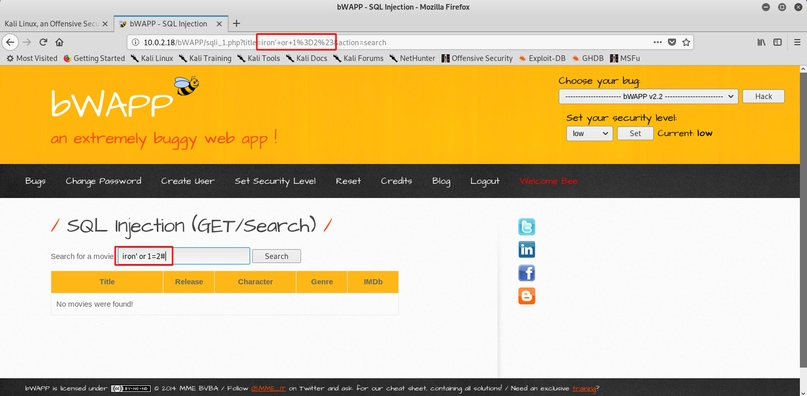 bWAPP - SQL Injection - Mozilla Firefox
Kali Linux, an Offensive Secu
bWAPP - SQL Injection
10.0.2.18/bWAPP/sqli_1.php?title=iron'+or+1%3D2%23&action=search
Most Visited Getting Started Kali Linux Kali Training Kali Tools Kali Docs Kali Forums NetHunter Offensive Security Exploit-DB GHDB MSFu
bWAPP
an extremely buggy web app !
Choose your bug:
---------------------- bWAPP v2.2 ---------------------- Hack
Set your security level:
low Set Current: low
Bugs Change Password Create User Set Security Level Reset Credits Blog Logout Welcome Bee
/ SQL Injection (GET/Search) /
Search for a movie: iron' or 1=2# Search
Title Release Character Genre IMDb
No movies were found!
bWAPP is licensed under BY-NC-ND © 2014 MME BVBA / Follow @MME_IT on Twitter and ask for our cheat sheet, containing all solutions! / Need an exclusive training?